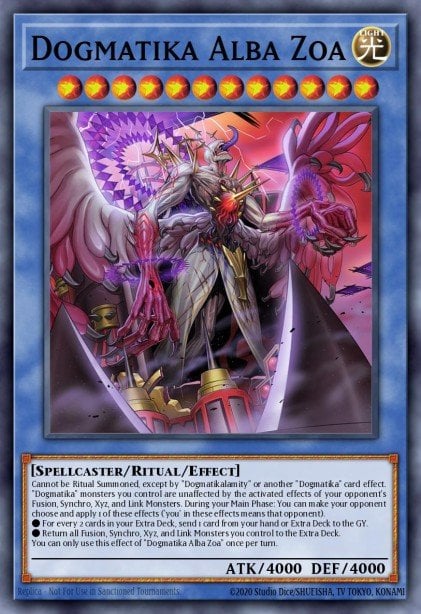 DOGMATIKA ALBA ZOA
LIGHT
光
[SPELLCASTER/RITUAL/EFFECT]
Cannot be Ritual Summoned, except by "Dogmatikalamity" or another "Dogmatika" card effect.
"Dogmatika" monsters you control are unaffected by the activated effects of your opponent's
Fusion, Synchro, Xyz, and Link Monsters. During your Main Phase: You can make your opponent
choose and apply 1 of these effects ('you' in these effects means that opponent).
● For every 2 cards in your Extra Deck, send 1 card from your hand or Extra Deck to the GY.
● Return all Fusion, Synchro, Xyz, and Link Monsters you control to the Extra Deck.
You can only use this effect of "Dogmatika Alba Zoa" once per turn.
ATK/4000 DEF/4000
Replica - Not For Use in Sanctioned Tournaments.
©2020 Studio Dice/SHUEISHA, TV TOKYO, KONAMI